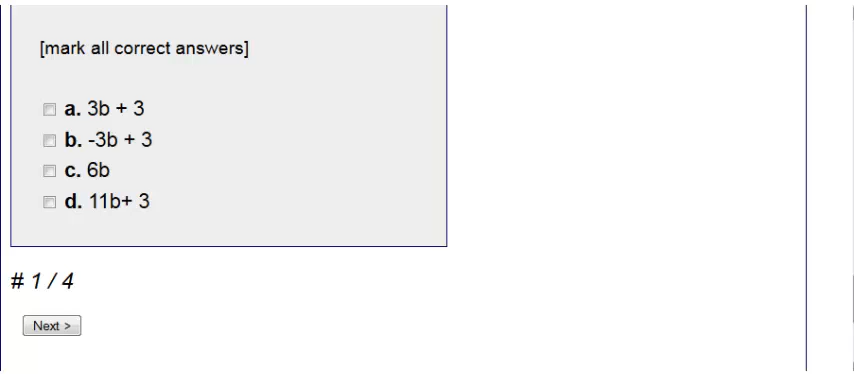 [mark all correct answers]
a. 3b + 3
b. -3b + 3
c. 6b
d. 11b+ 3
# 1 / 4
Next >